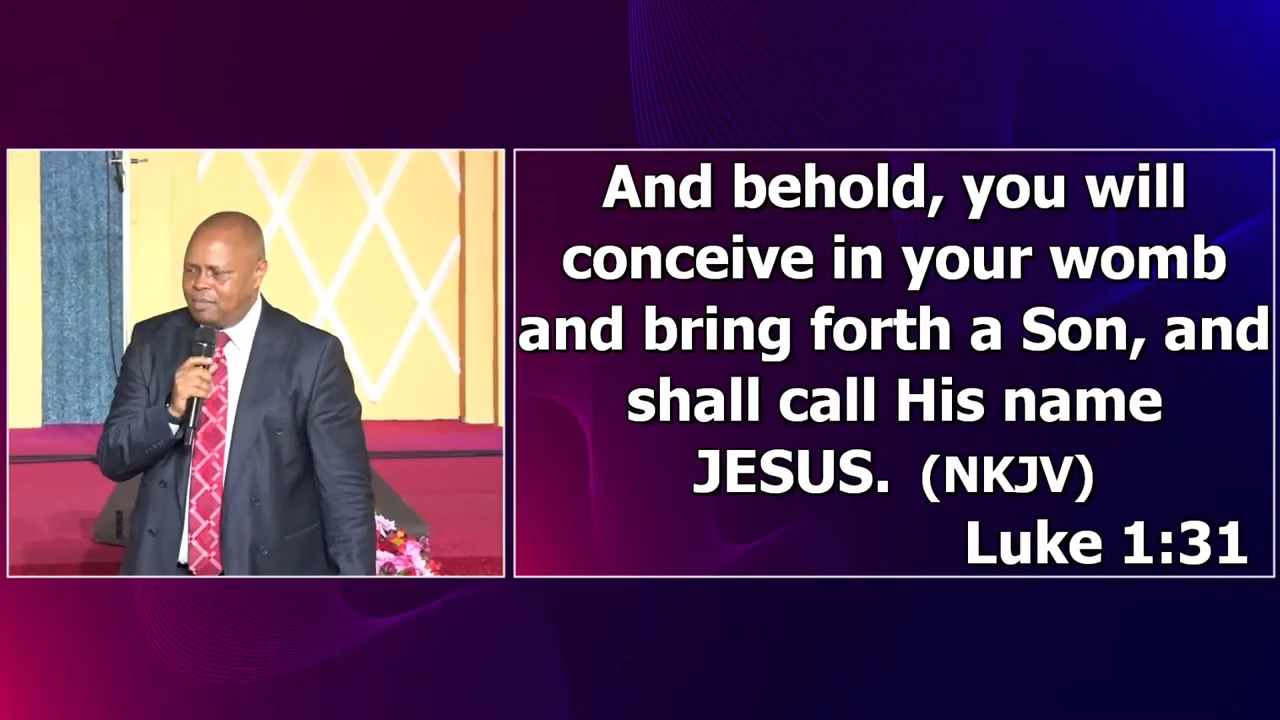 And behold, you will
conceive in your womb
and bring forth a Son, and
shall call His name
JESUS. (NKJV)
Luke 1:31